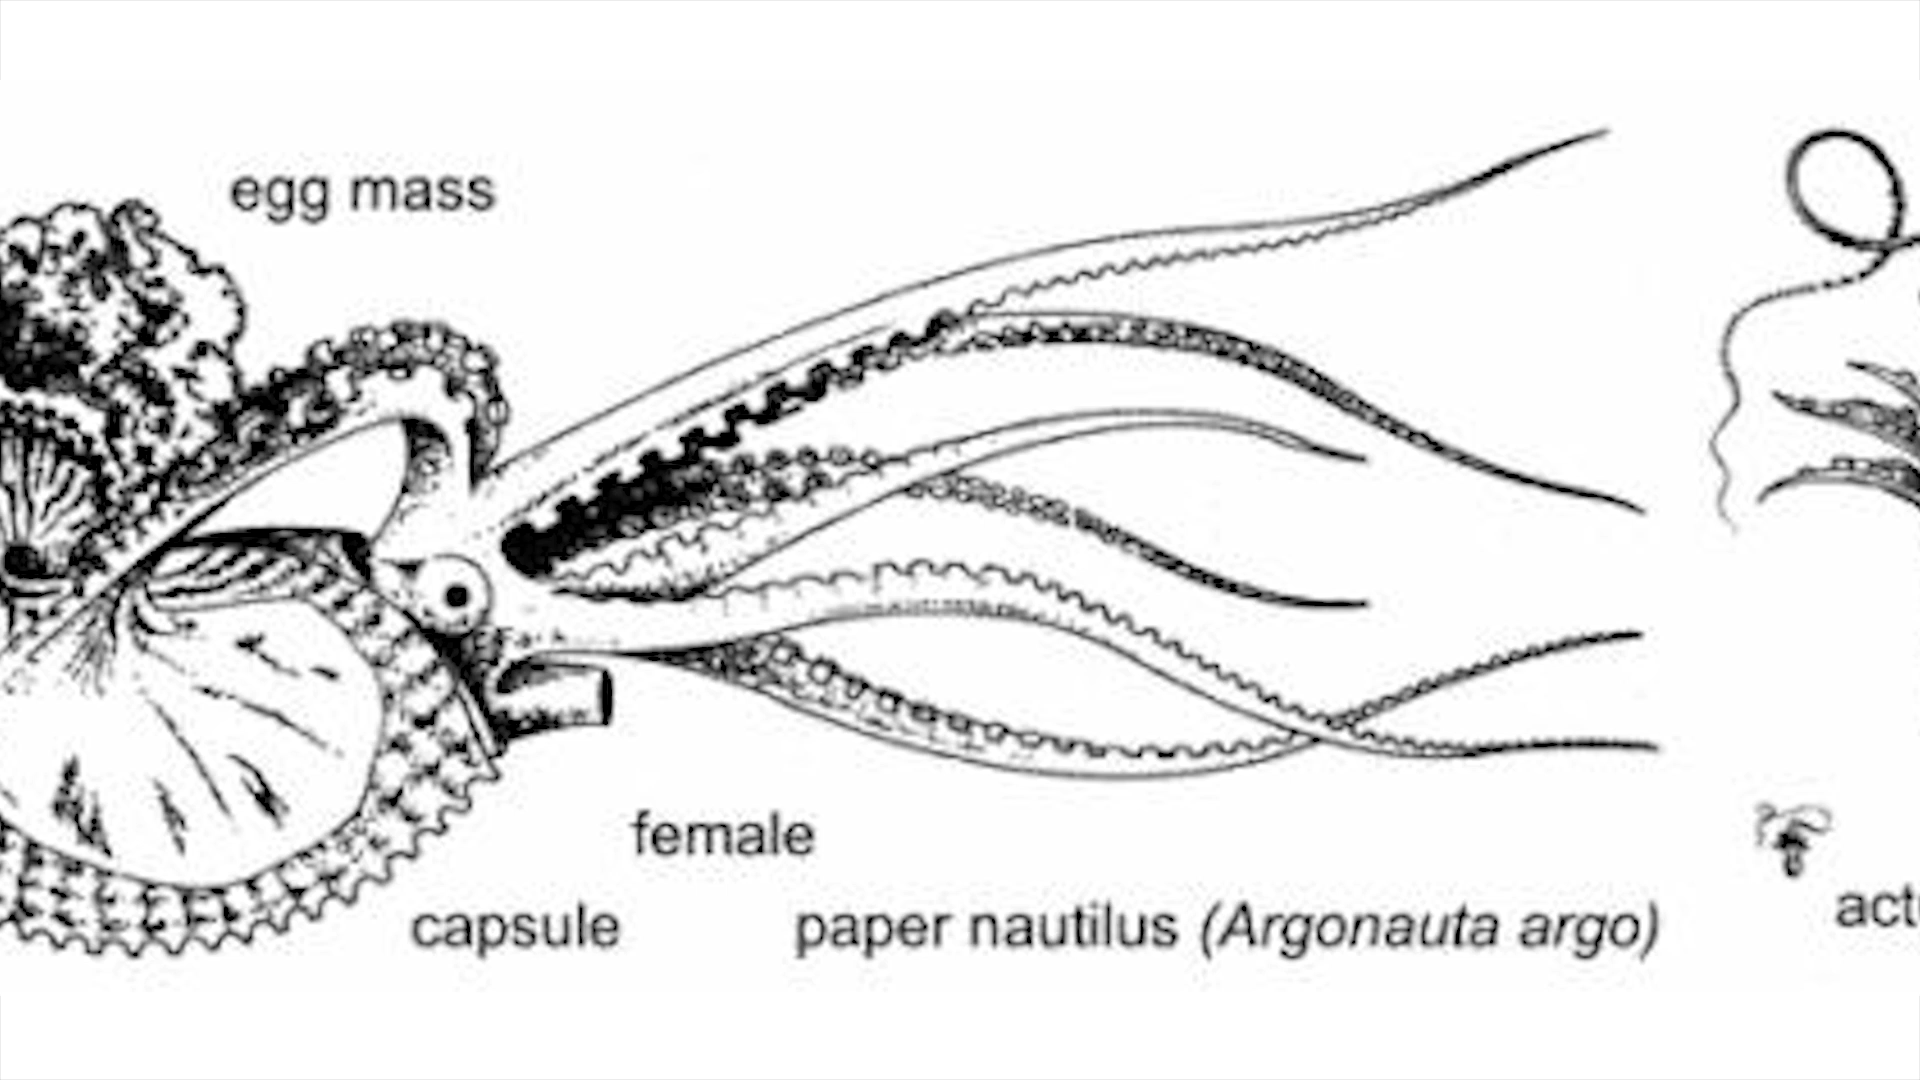 egg mass
female
capsule
paper nautilus (Argonauta argo)